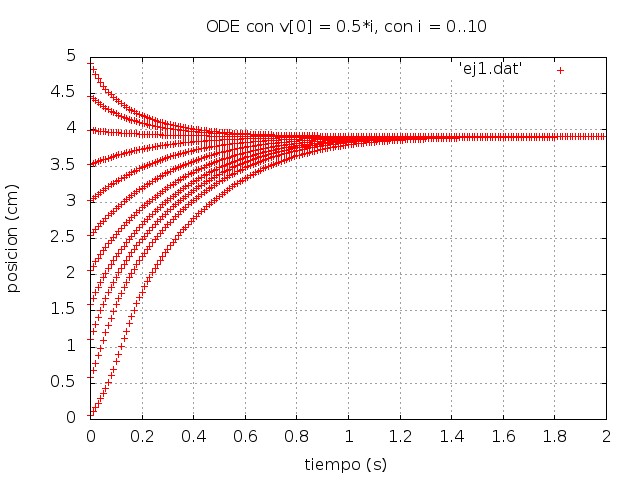 ODE con v[0] = 0.5*i, con i = 0..10
5
'ej1.dat'
4.5
4
3.5
3
2.5
2
1.5
1
0.5
0
posicion (cm)
0 0.2 0.4 0.6 0.8 1 1.2 1.4 1.6 1.8 2
tiempo (s)